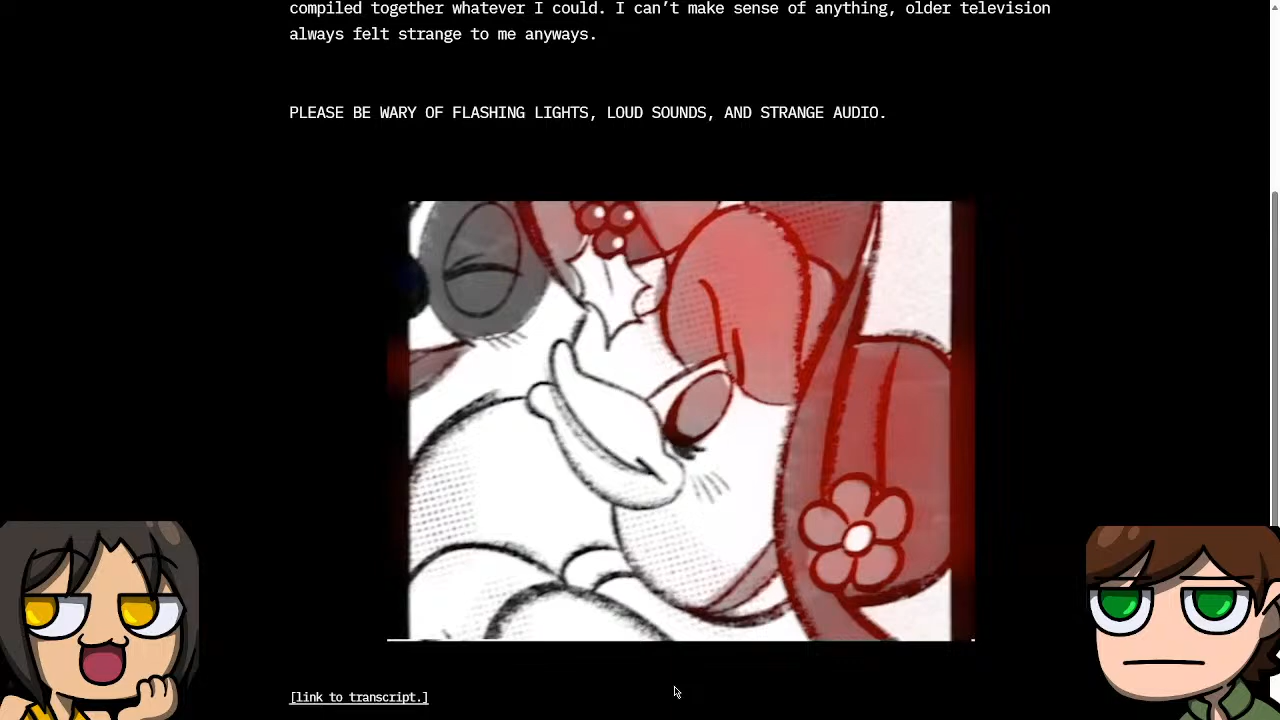 compiled together whatever I could. I can’t make sense of anything, older television
always felt strange to me anyways.
PLEASE BE WARY OF FLASHING LIGHTS, LOUD SOUNDS, AND STRANGE AUDIO.
[link to transcript.]